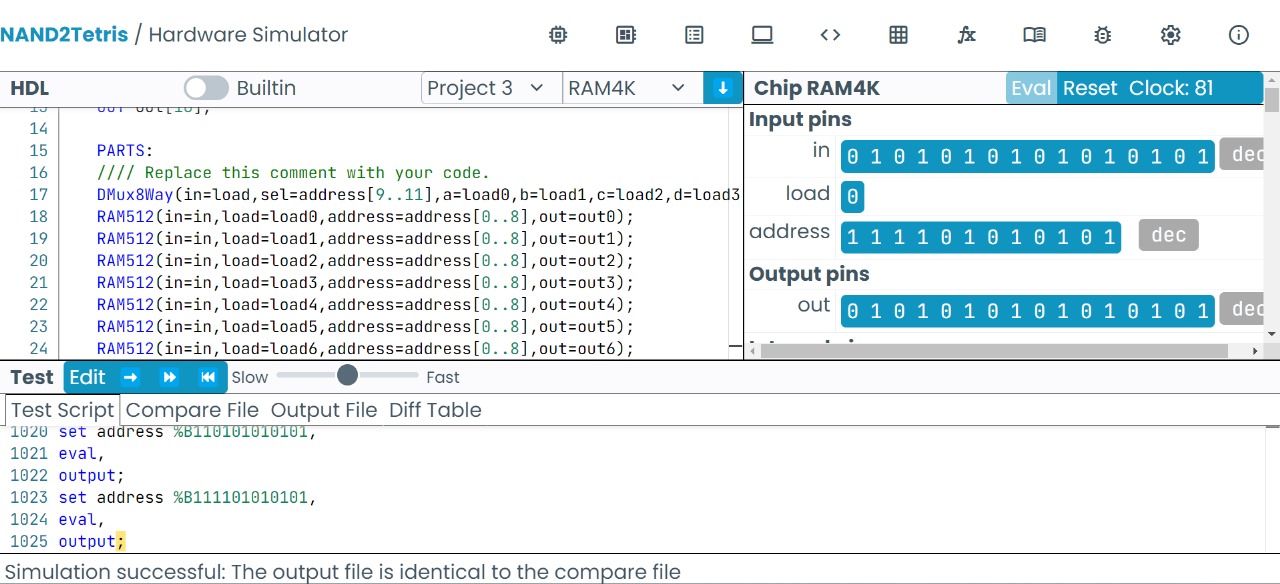 NAND2Tetris / Hardware Simulator
HDL Builtin Project 3 RAM4K
14
15 PARTS:
16 //// Replace this comment with your code.
17 DMux8Way(in=load,sel=address[9..11],a=load0,b=load1,c=load2,d=load3
18 RAM512(in=in,load=load0,address=address[0..8],out=out0);
19 RAM512(in=in,load=load1,address=address[0..8],out=out1);
20 RAM512(in=in,load=load2,address=address[0..8],out=out2);
21 RAM512(in=in,load=load3,address=address[0..8],out=out3);
22 RAM512(in=in,load=load4,address=address[0..8],out=out4);
23 RAM512(in=in,load=load5,address=address[0..8],out=out5);
24 RAM512(in=in,load=load6,address=address[0..8],out=out6);
Chip RAM4K Eval Reset Clock: 81
Input pins
in 0 1 0 1 0 1 0 1 0 1 0 1 0 1 0 1 dec
load 0
address 1 1 1 1 0 1 0 1 0 1 0 1 dec
Output pins
out 0 1 0 1 0 1 0 1 0 1 0 1 0 1 0 1 dec
Test Edit Slow Fast
Test Script Compare File Output File Diff Table
1020 set address %B110101010101,
1021 eval,
1022 output;
1023 set address %B111101010101,
1024 eval,
1025 output;
Simulation successful: The output file is identical to the compare file